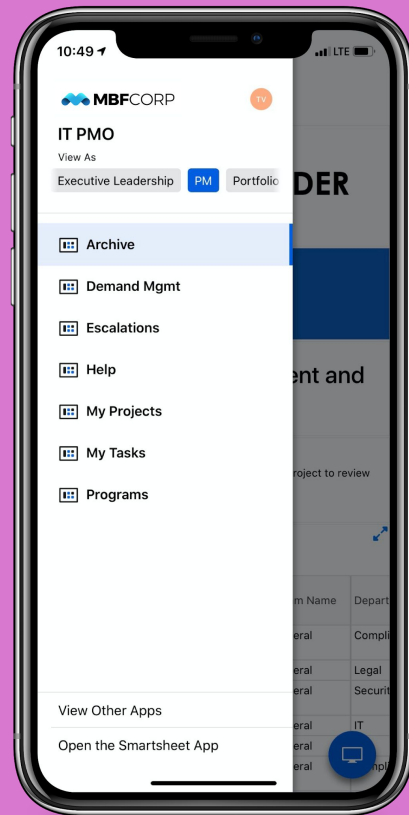 10:49
LTE
MBFCORP
TV
IT PMO
View As
Executive Leadership PM Portfolio
DER
Archive
Demand Mgmt
Escalations
ent and
Help
My Projects
My Tasks
roject to review
Programs
m Name Depart
eral Compli
eral Legal
eral Securit
View Other Apps
eral IT
Open the Smartsheet App
eral
eral